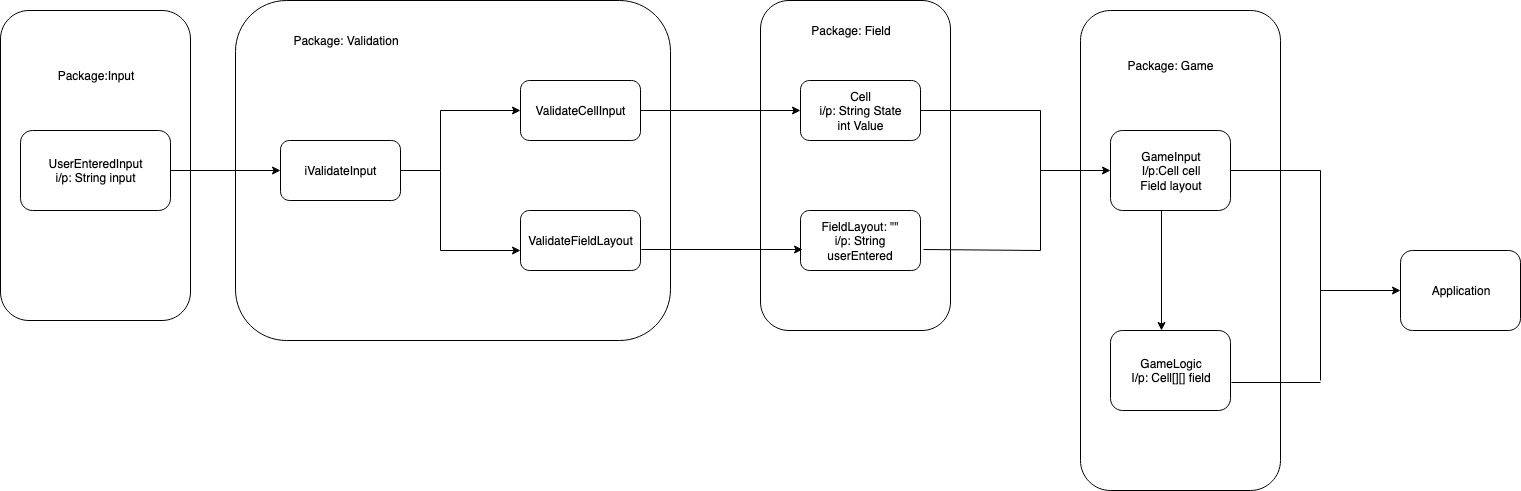 Package:Input
UserEnteredInput
i/p: String input
Package: Validation
iValidateInput
ValidateCellInput
ValidateFieldLayout
Package: Field
Cell
i/p: String State
int Value
FieldLayout: ""
i/p: String
userEntered
Package: Game
GameInput
I/p:Cell cell
Field layout
GameLogic
I/p: Cell[][] field
Application